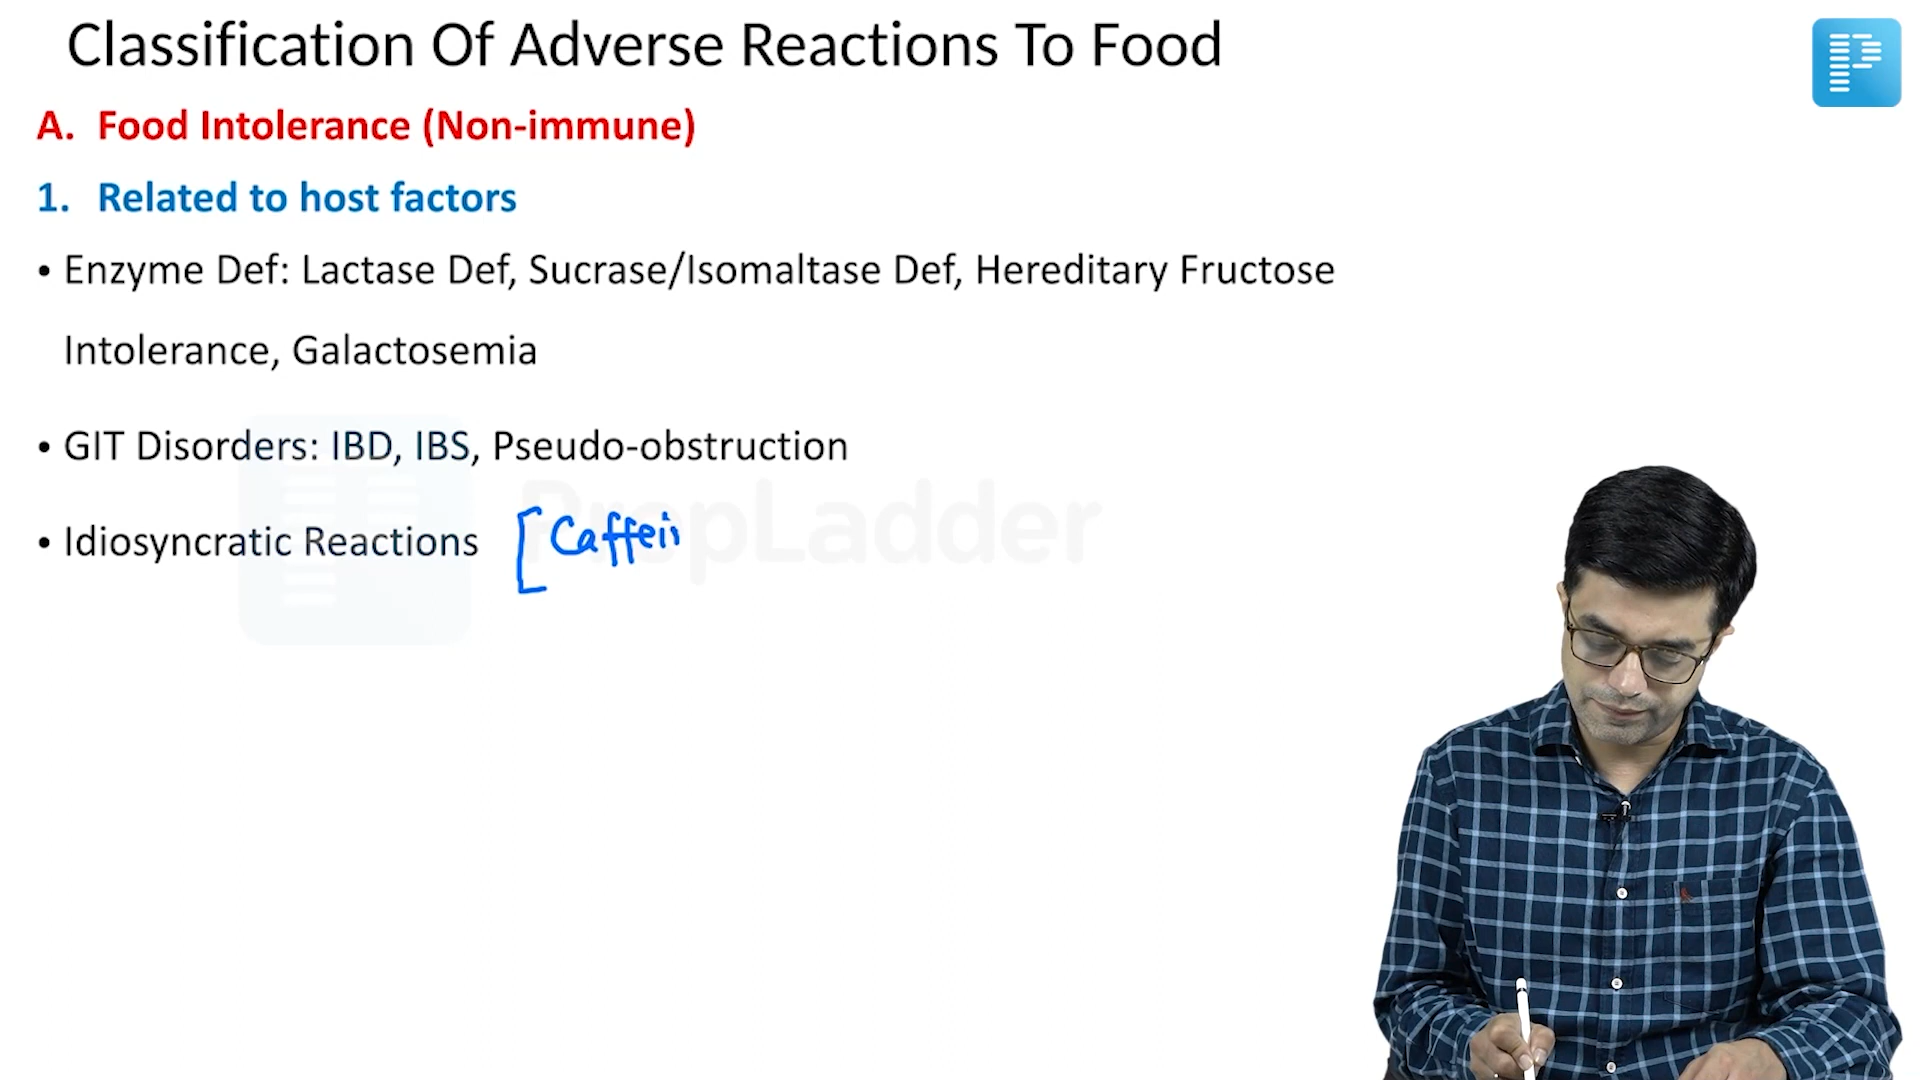 Classification Of Adverse Reactions To Food
A. Food Intolerance (Non-immune)
1. Related to host factors
• Enzyme Def: Lactase Def, Sucrase/Isomaltase Def, Hereditary Fructose
Intolerance, Galactosemia
• GIT Disorders: IBD, IBS, Pseudo-obstruction
• Idiosyncratic Reactions [Caffei
PrepLadder